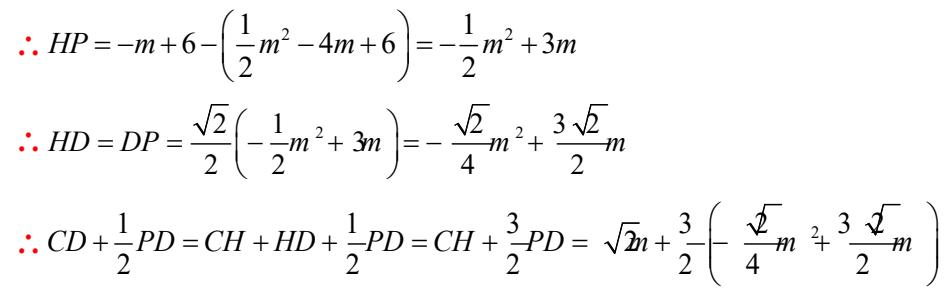 ∴ HP = −m + 6 − (1/2 m² − 4m + 6) = −1/2 m² + 3m
∴ HD = DP = √2/2 (−1/2 m² + 3m) = −√2/4 m² + 3√2/2 m
∴ CD + 1/2 PD = CH + HD + 1/2 PD = CH + 3/2 PD = √2m + 3/2 (−√2/4 m² + 3√2/2 m)